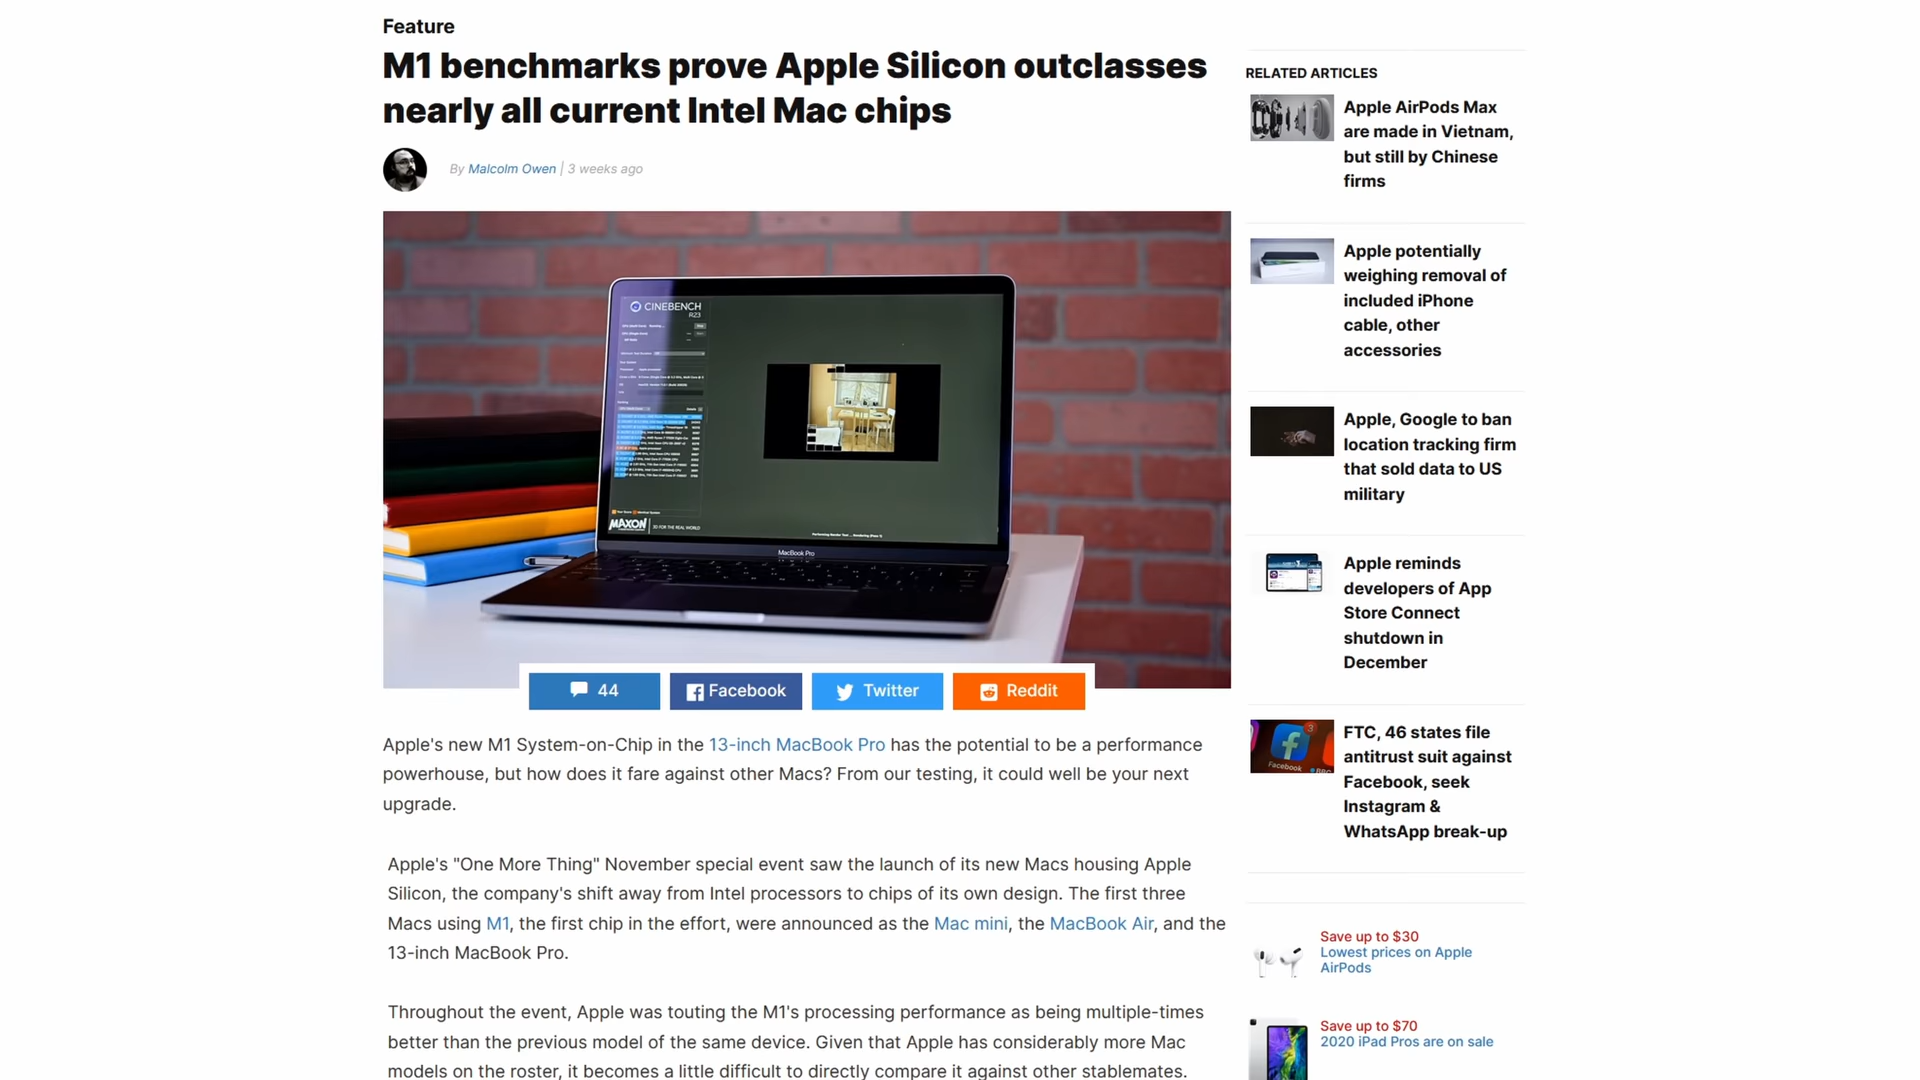 Feature
M1 benchmarks prove Apple Silicon outclasses
nearly all current Intel Mac chips
By Malcolm Owen | 3 weeks ago
CINEBENCH
R23
MAXON
3D FOR THE REAL WORLD
MacBook Pro
44
Facebook
Twitter
Reddit
Apple's new M1 System-on-Chip in the 13-inch MacBook Pro has the potential to be a performance
powerhouse, but how does it fare against other Macs? From our testing, it could well be your next
upgrade.
Apple's "One More Thing" November special event saw the launch of its new Macs housing Apple
Silicon, the company's shift away from Intel processors to chips of its own design. The first three
Macs using M1, the first chip in the effort, were announced as the Mac mini, the MacBook Air, and the
13-inch MacBook Pro.
Throughout the event, Apple was touting the M1's processing performance as being multiple-times
better than the previous model of the same device. Given that Apple has considerably more Mac
models on the roster, it becomes a little difficult to directly compare it against other stablemates.
RELATED ARTICLES
Apple AirPods Max
are made in Vietnam,
but still by Chinese
firms
Apple potentially
weighing removal of
included iPhone
cable, other
accessories
Apple, Google to ban
location tracking firm
that sold data to US
military
Apple reminds
developers of App
Store Connect
shutdown in
December
3
Facebook
FTC, 46 states file
antitrust suit against
Facebook, seek
Instagram &
WhatsApp break-up
Save up to $30
Lowest prices on Apple
AirPods
Save up to $70
2020 iPad Pros are on sale